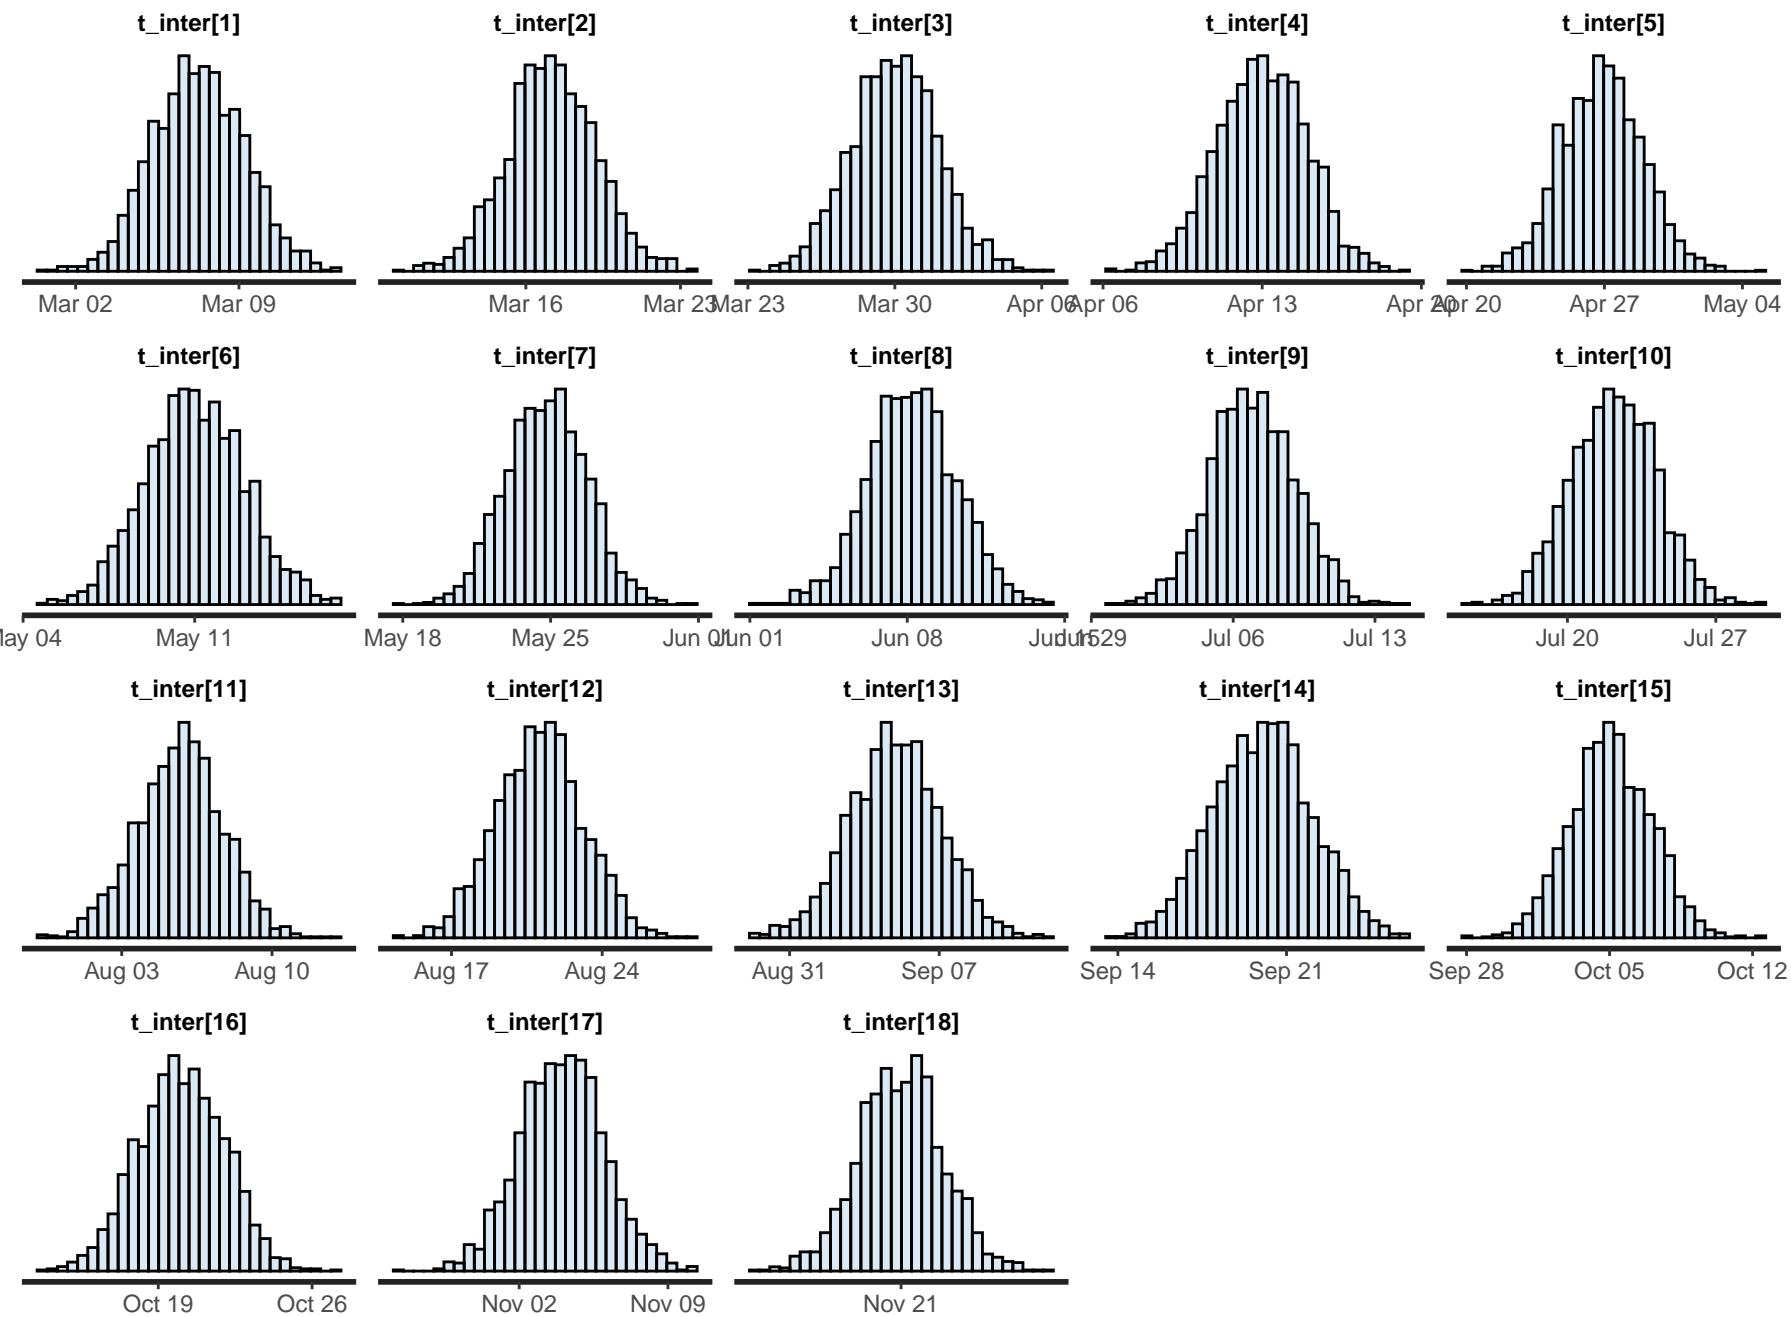 t_inter[1] t_inter[2] t_inter[3] t_inter[4] t_inter[5]
Mar 02 Mar 09 Mar 16 Mar 23 Mar 23 Mar 30 Apr 06 Apr 06 Apr 13 Apr 20 Apr 20 Apr 27 May 04
t_inter[6] t_inter[7] t_inter[8] t_inter[9] t_inter[10]
May 04 May 11 May 18 May 25 Jun 01 Jun 01 Jun 08 Jun 15 Jun 29 Jul 06 Jul 13 Jul 20 Jul 27
t_inter[11] t_inter[12] t_inter[13] t_inter[14] t_inter[15]
Aug 03 Aug 10 Aug 17 Aug 24 Aug 31 Sep 07 Sep 14 Sep 21 Sep 28 Oct 05 Oct 12
t_inter[16] t_inter[17] t_inter[18]
Oct 19 Oct 26 Nov 02 Nov 09 Nov 21